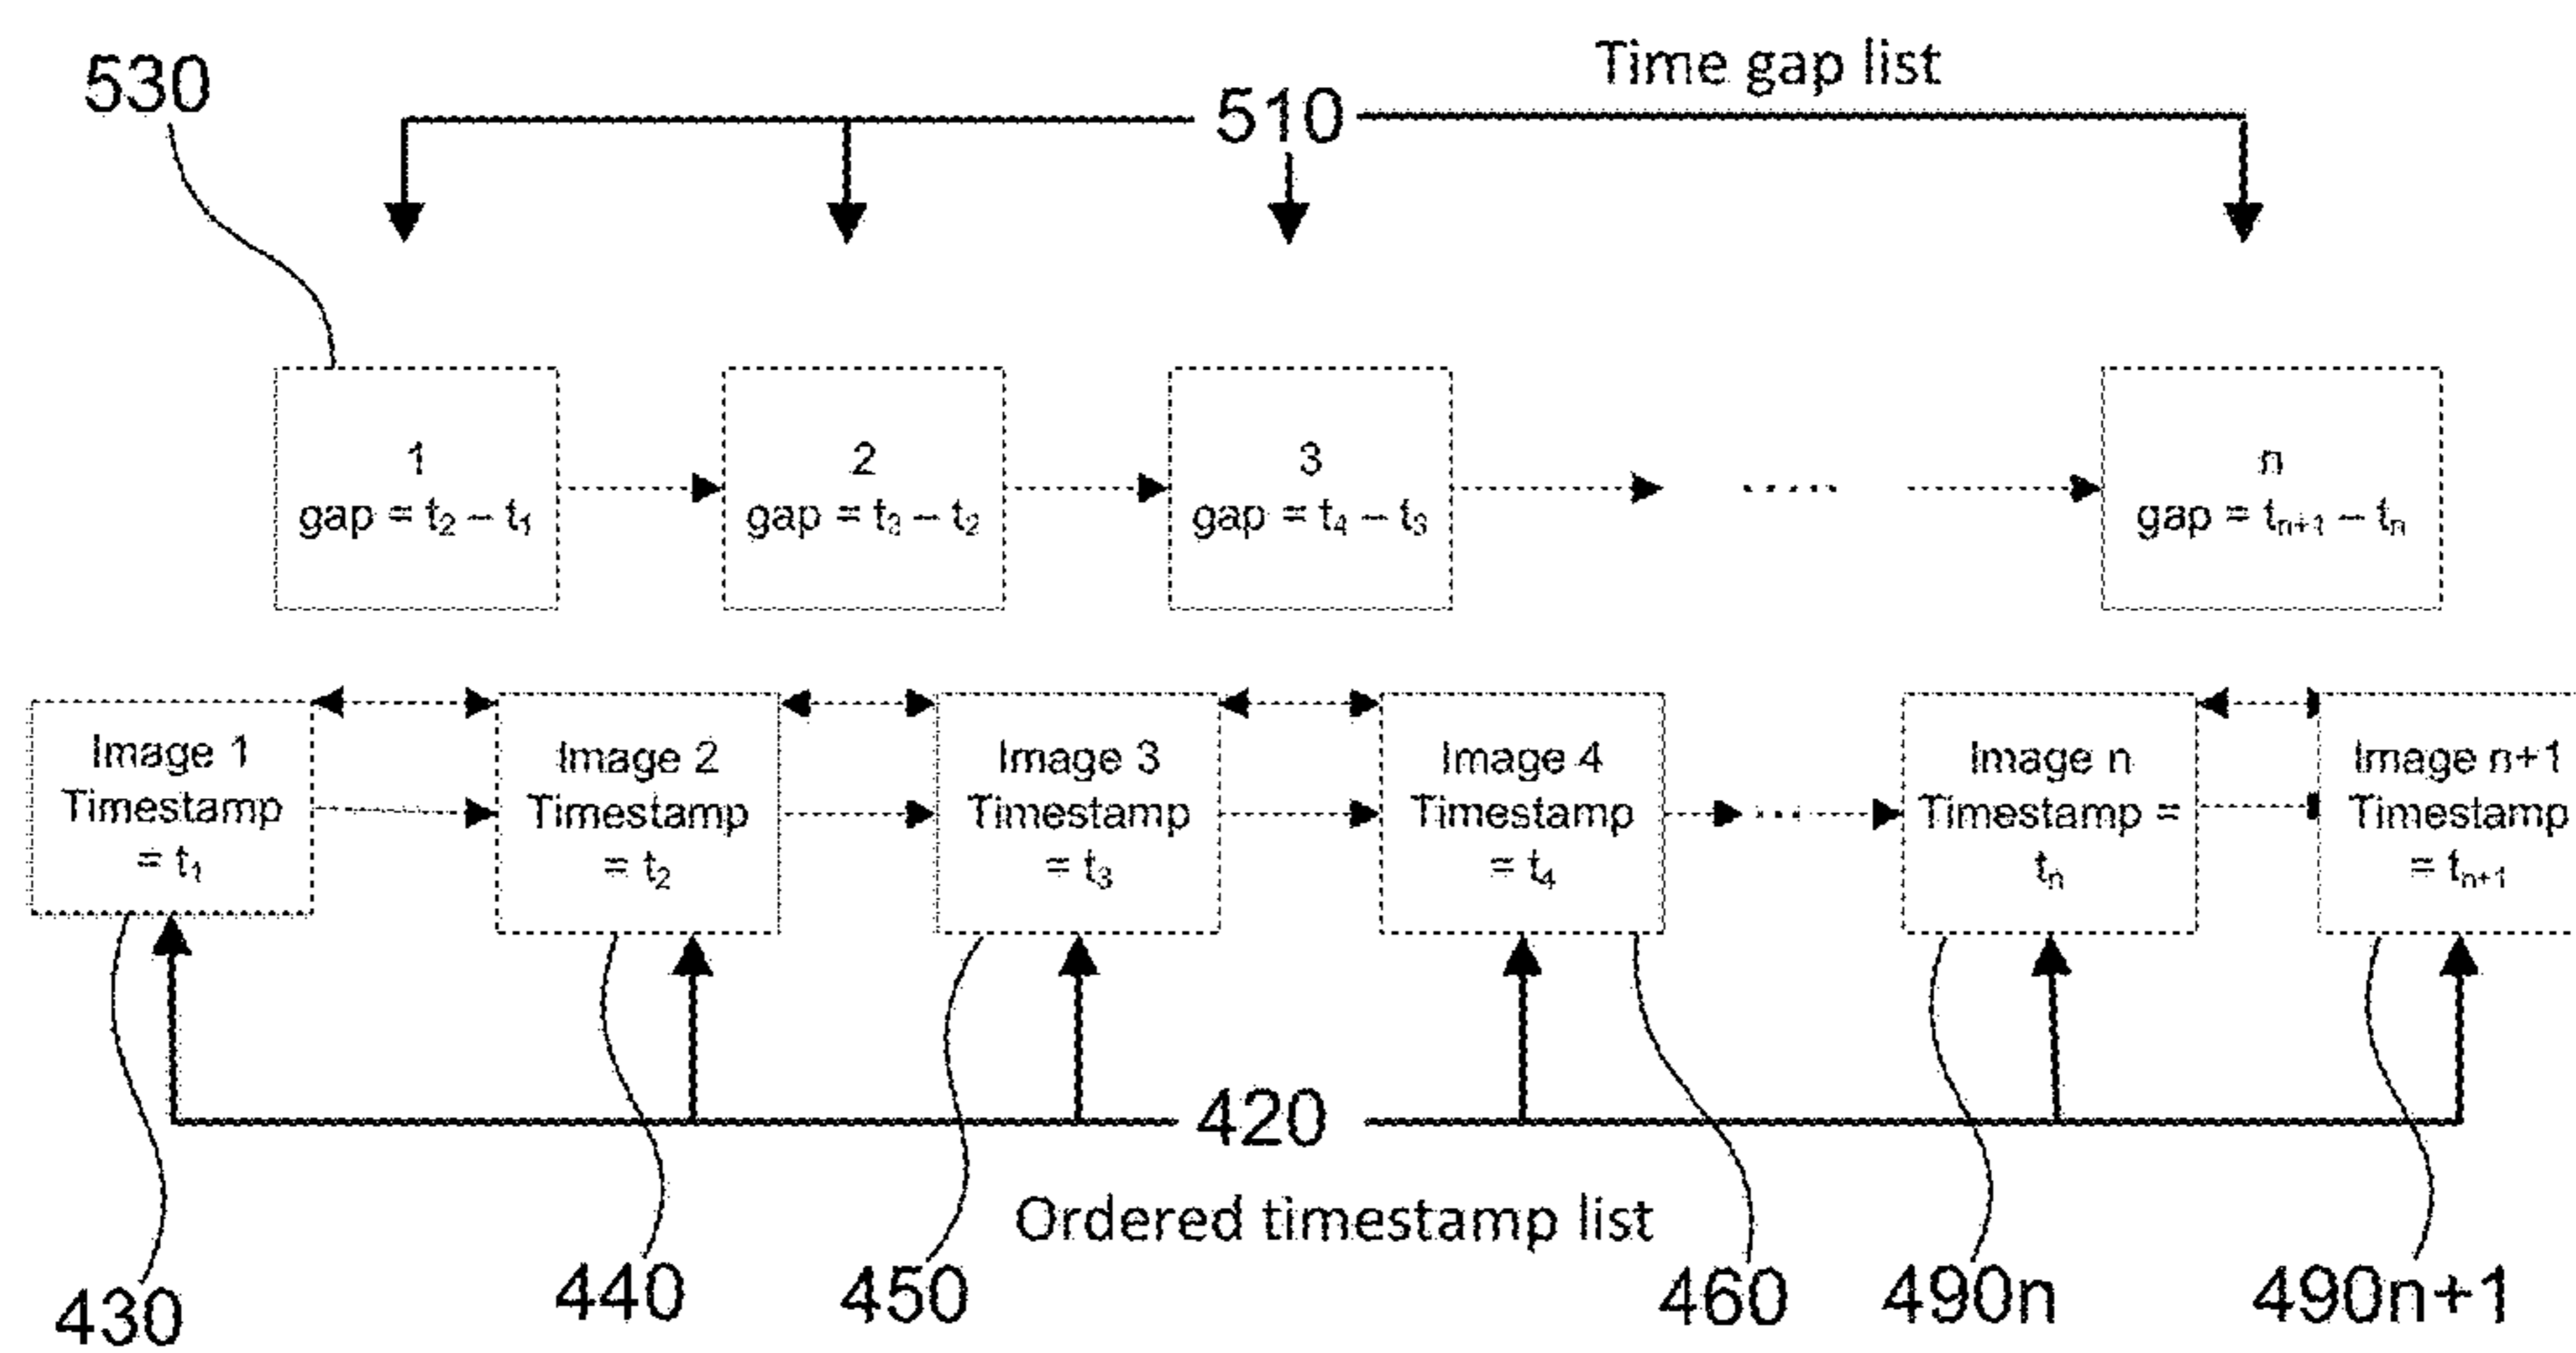 Time gap list
530
510
1
gap = t₂ – t₁
2
gap = t₃ – t₂
3
gap = t₄ – t₃
.....
n
gap = tₙ₊₁ – tₙ
Image 1
Timestamp
= t₁
Image 2
Timestamp
= t₂
Image 3
Timestamp
= t₃
Image 4
Timestamp
= t₄
...
Image n
Timestamp =
tₙ
Image n+1
Timestamp
= tₙ₊₁
420
Ordered timestamp list
430
440
450
460
490n
490n+1